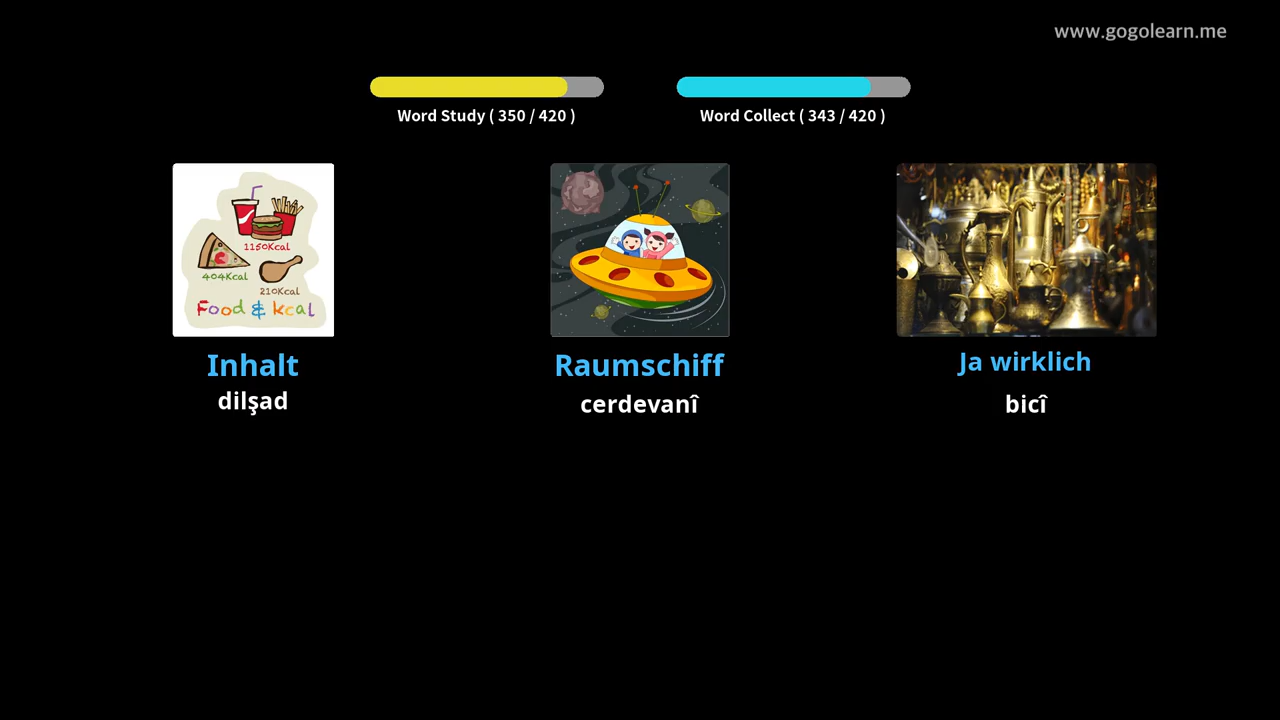 www.gogolearn.me
Word Study ( 350 / 420 )
Word Collect ( 343 / 420 )
1150Kcal
404Kcal
210Kcal
Food & kcal
Inhalt
Raumschiff
Ja wirklich
dilşad
cerdevanî
bicî